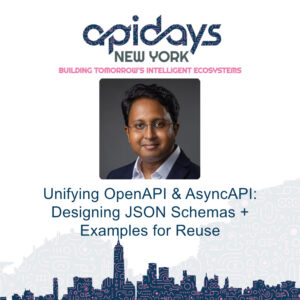 apidays
NEW YORK
BUILDING TOMORROW'S INTELLIGENT ECOSYSTEMS
Unifying OpenAPI & AsyncAPI:
Designing JSON Schemas +
Examples for Reuse